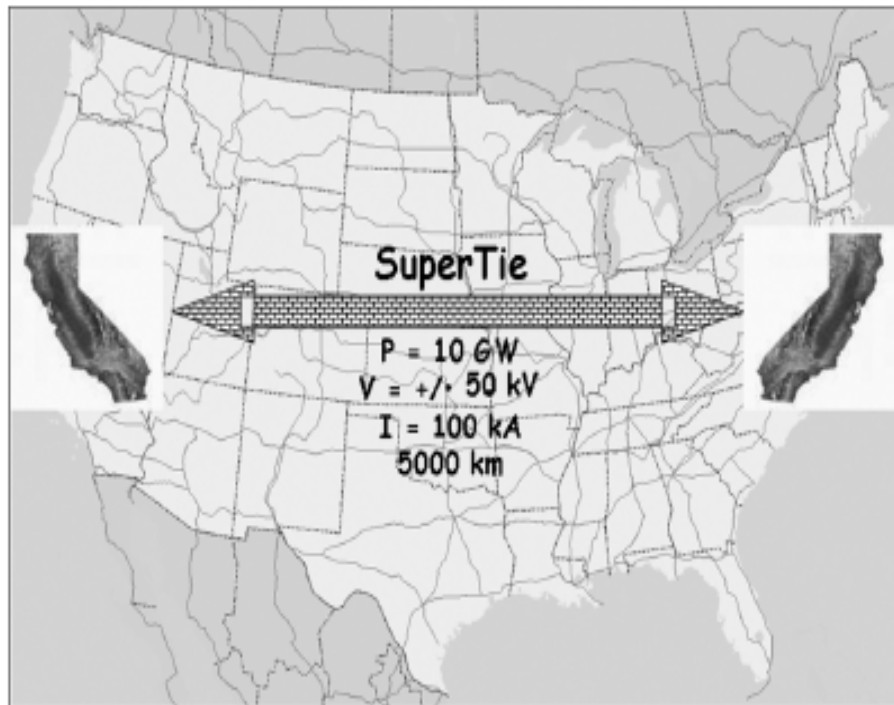 SuperTie
P = 10 GW
V = +/- 50 kV
I = 100 kA
5000 km